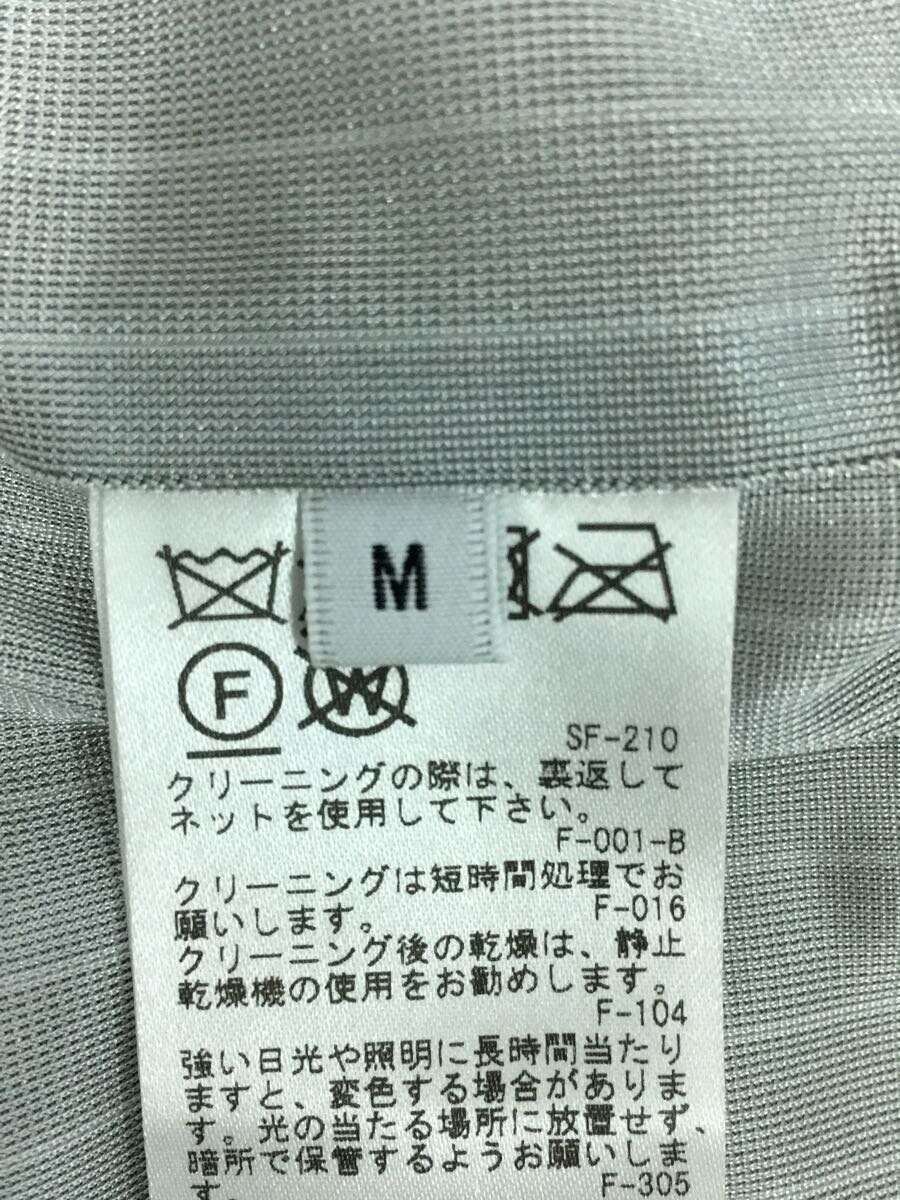 M
F
W
SF-210
クリーニングの際は、裏返して
ネットを使用して下さい。
F-001-B
クリーニングは短時間処理でお
願いします。
F-016
クリーニング後の乾燥は、静止
乾燥機の使用をお勧めします。
F-104
強い日光や照明に長時間当たり
ますと、変色する場合がありま
す。光の当たる場所に放置せず、
暗所で保管するようお願いしま
す。
F-305